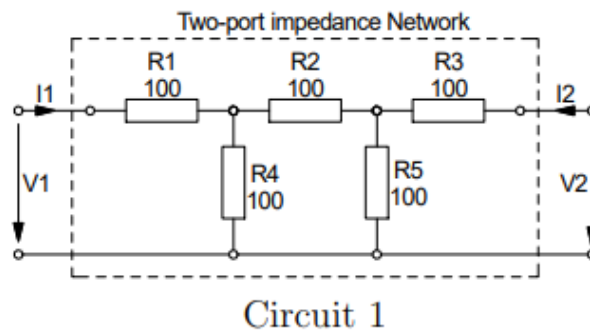 Two-port impedance Network
R1 R2 R3
100 100 100
I1 I2
R4 R5
100 100
V1 V2
Circuit 1